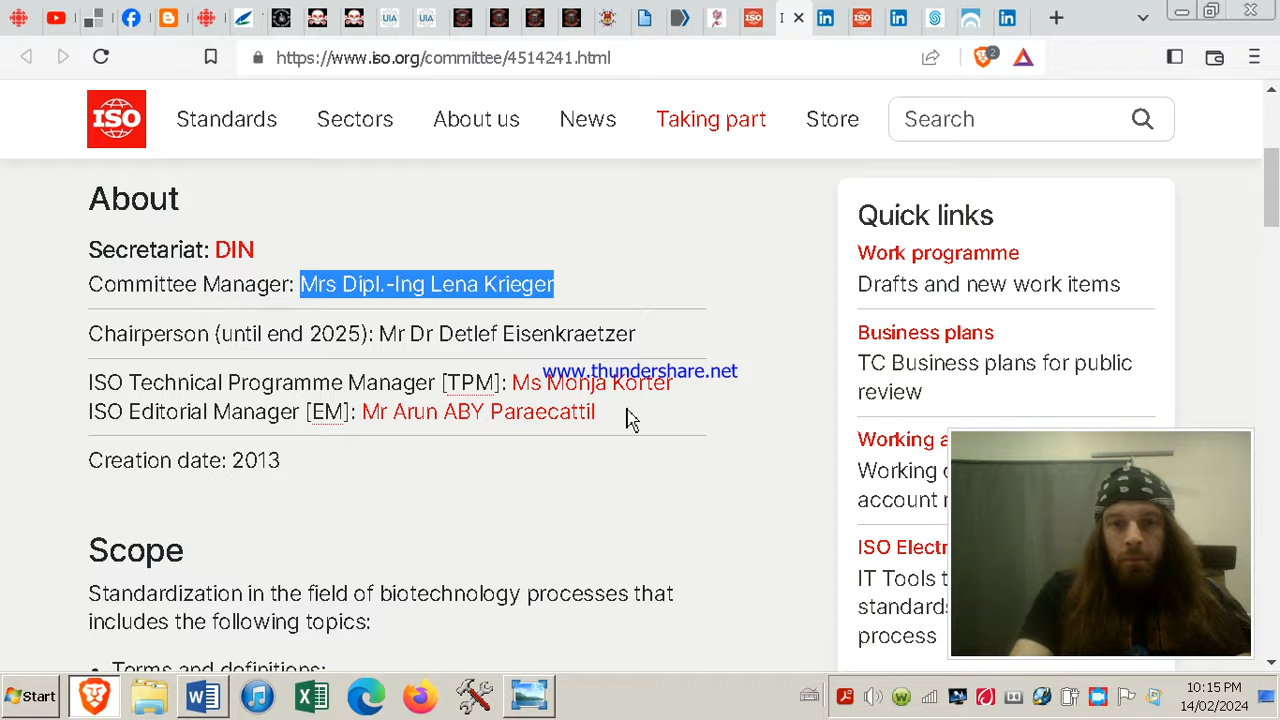 https://www.iso.org/committee/4514241.html
2
ISO
Standards
Sectors
About us
News
Taking part
Store
Search
About
Secretariat: DIN
Committee Manager: Mrs Dipl.-Ing Lena Krieger
Chairperson (until end 2025): Mr Dr Detlef Eisenkraetzer
www.thundershare.net
ISO Technical Programme Manager [TPM]: Ms Monja Korter
ISO Editorial Manager [EM]: Mr Arun ABY Paraecattil
Creation date: 2013
Scope
Standardization in the field of biotechnology processes that
includes the following topics:
Terms and definitions;
Quick links
Work programme
Drafts and new work items
Business plans
TC Business plans for public
review
Working a
Working
account
ISO Electr
IT Tools t
standards
process
Start
10:15 PM
14/02/2024